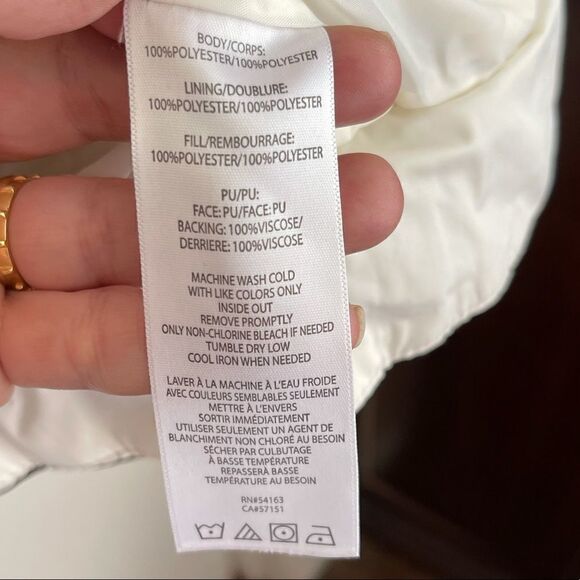 BODY/CORPS:
100%POLYESTER/100%POLYESTER
LINING/DOUBLURE:
100%POLYESTER/100%POLYESTER
FILL/REMBOURRAGE:
100%POLYESTER/100%POLYESTER
PU/PU:
FACE:PU/FACE:PU
BACKING: 100%VISCOSE/
DERRIERE: 100%VISCOSE
MACHINE WASH COLD
WITH LIKE COLORS ONLY
INSIDE OUT
REMOVE PROMPTLY
ONLY NON-CHLORINE BLEACH IF NEEDED
TUMBLE DRY LOW
COOL IRON WHEN NEEDED
LAVER À LA MACHINE À L'EAU FROIDE
AVEC COULEURS SEMBLABLES SEULEMENT
METTRE À L'ENVERS
SORTIR IMMÉDIATEMENT
UTILISER SEULEMENT UN AGENT DE
BLANCHIMENT NON CHLORÉ AU BESOIN
SÉCHER PAR CULBUTAGE
À BASSE TEMPÉRATURE
REPASSERÀ BASSE
TEMPÉRATURE AU BESOIN
RN#54163
CA#57151